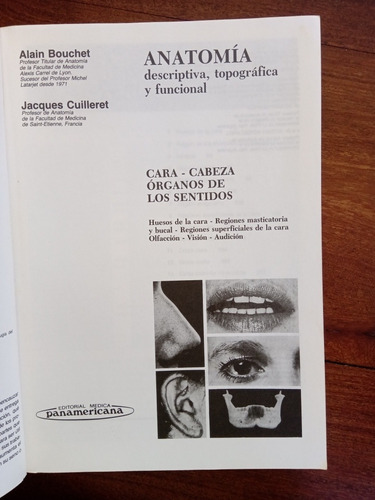 Alain Bouchet
Profesor Titular de Anatomía
de la Facultad de Medicina
Alexis Carrel de Lyon,
Sucesor del Profesor Michel
Latarjet desde 1971
Jacques Cuilleret
Profesor de Anatomía
de la Facultad de Medicina
de Saint-Etienne, Francia
ANATOMÍA
descriptiva, topográfica
y funcional
CARA - CABEZA
ÓRGANOS DE
LOS SENTIDOS
Huesos de la cara - Regiones masticatoria
y bucal - Regiones superficiales de la cara
Olfacción - Visión - Audición
EDITORIAL MEDICA
panamericana